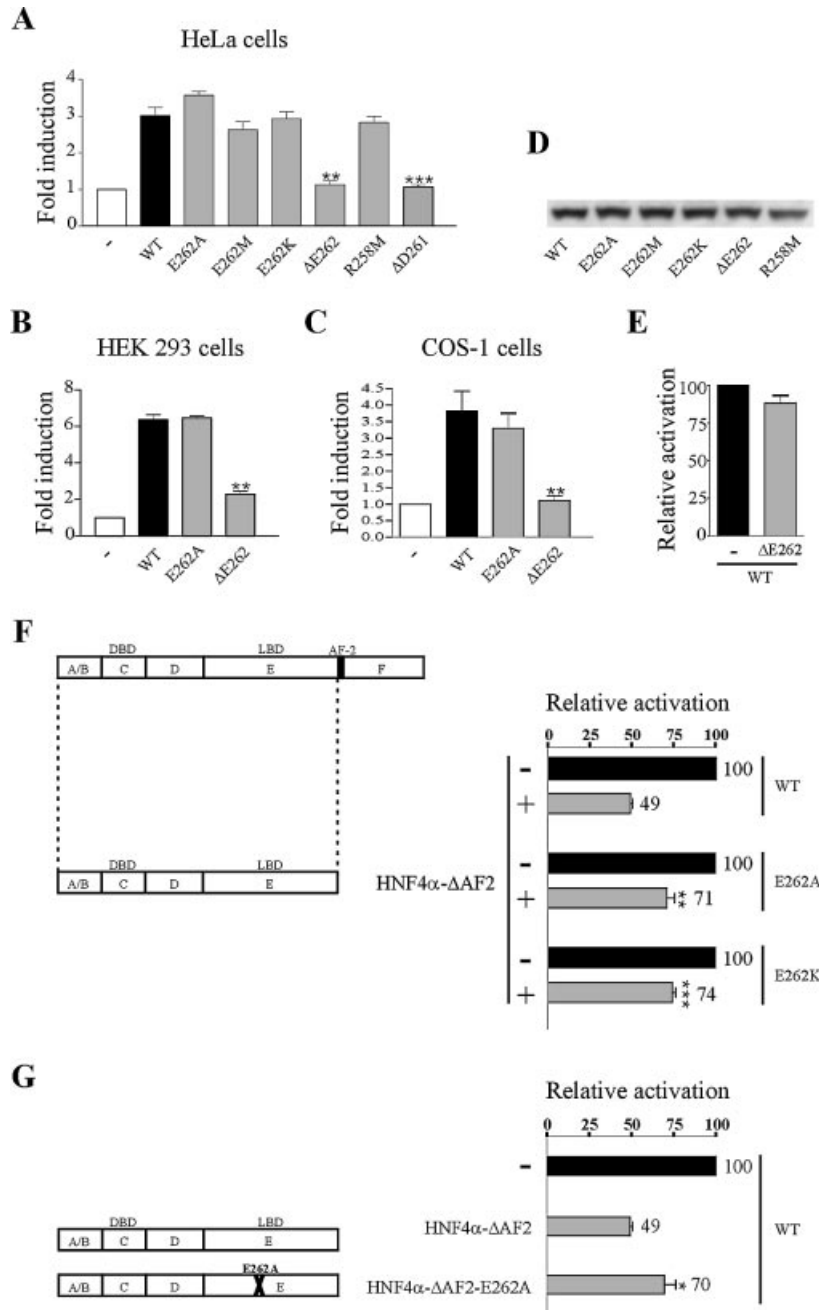 A
HeLa cells
Fold induction
4
3
2
1
0
** ***
- WT E262A E262M E262K ΔE262 R258M ΔD261
D
WT E262A E262M E262K ΔE262 R258M
B
HEK 293 cells
Fold induction
8
6
4
2
0
**
- WT E262A ΔE262
C
COS-1 cells
Fold induction
4.5
4.0
3.5
3.0
2.5
2.0
1.5
1.0
0.5
0.0
**
- WT E262A ΔE262
E
Relative activation
100
75
50
25
0
- ΔE262
WT
F
DBD LBD AF-2
A/B C D E F
DBD LBD
A/B C D E
Relative activation
0 25 50 75 100
HNF4α-ΔAF2
- 100
+ 49
WT
- 100
+ ** 71
E262A
- 100
+ *** 74
E262K
G
DBD LBD
A/B C D E
E262A
A/B C D E
Relative activation
0 25 50 75 100
- 100
HNF4α-ΔAF2 49
HNF4α-ΔAF2-E262A * 70
WT